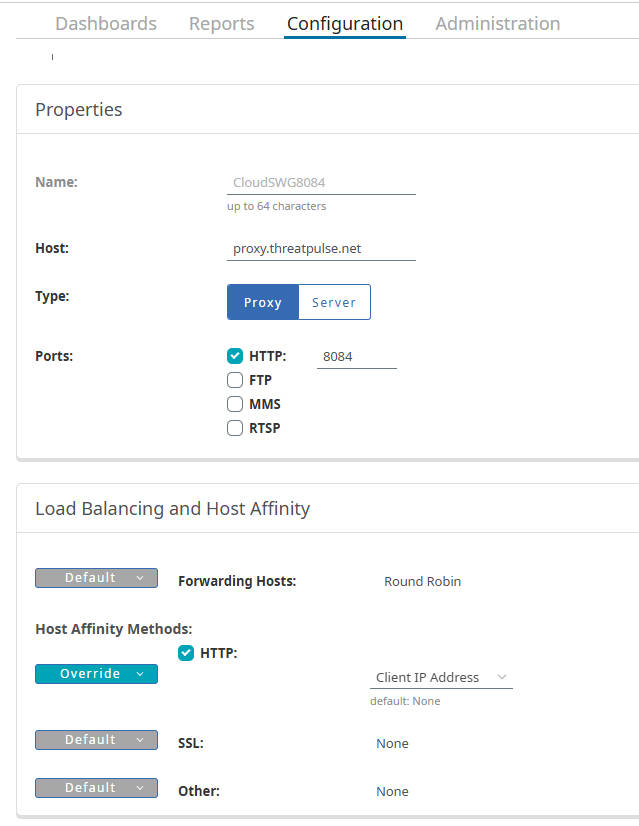 Dashboards Reports Configuration Administration
Properties
Name: CloudSWG8084
up to 64 characters
Host: proxy.threatpulse.net
Type: Proxy Server
Ports: HTTP: 8084
FTP
MMS
RTSP
Load Balancing and Host Affinity
Default Forwarding Hosts: Round Robin
Host Affinity Methods:
HTTP:
Override Client IP Address
default: None
Default SSL: None
Default Other: None